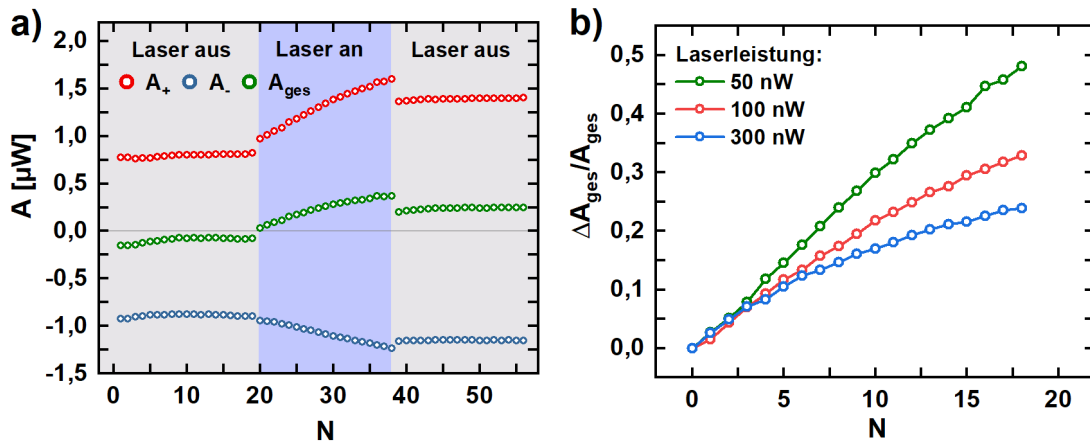 a)
Laser aus
Laser an
Laser aus
A+
A-
Ages
2,0
1,5
1,0
0,5
0,0
-0,5
-1,0
-1,5
A [µW]
0
10
20
30
40
50
N
b)
Laserleistung:
50 nW
100 nW
300 nW
0,5
0,4
0,3
0,2
0,1
0,0
ΔAges/Ages
0
5
10
15
20
N